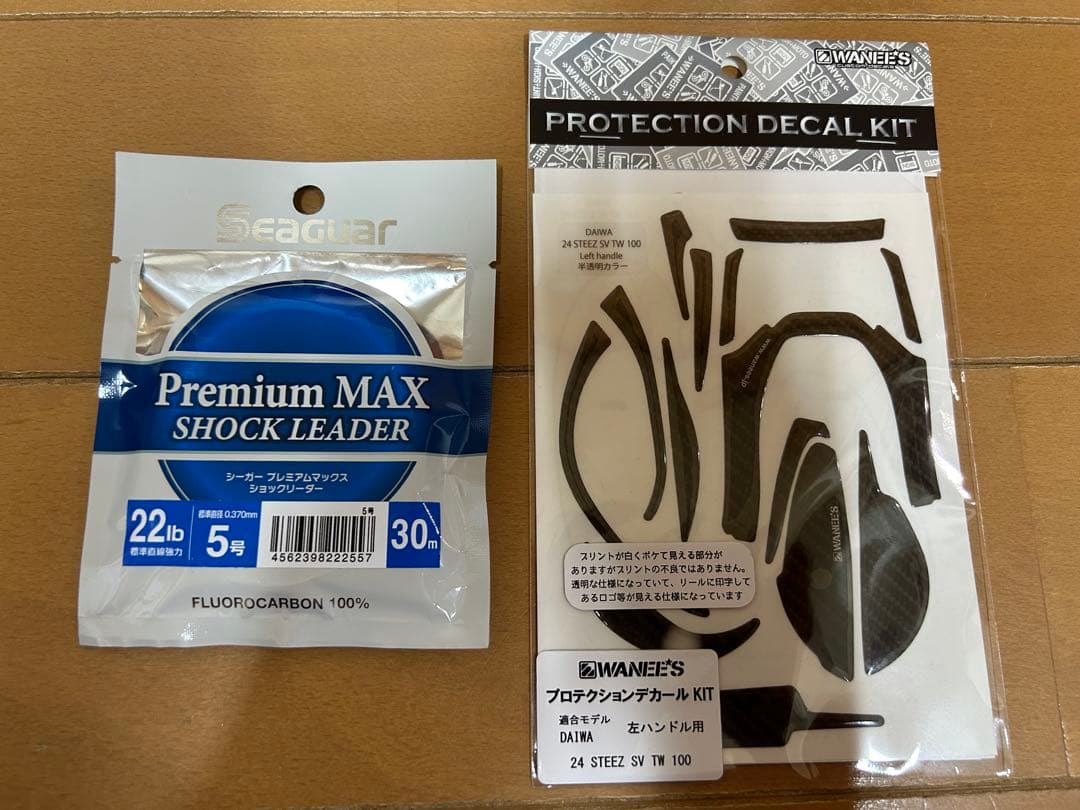 Seaguar
Premium MAX
SHOCK LEADER
シーガー プレミアムマックス
ショックリーダー
22lb
標準直線強力
標準直径 0.370mm
5号
5号
4562398222557
30m
FLUOROCARBON 100%
WANEE'S
CUSTOM DECALS
PROTECTION DECAL KIT
DAIWA
24 STEEZ SV TW 100
Left handle
半透明カラー
www.wanees.jp
WANEE'S
プリントが白くボケて見える部分が
ありますがプリントの不良ではありません。
透明な仕様になっていて、リールに印字して
あるロゴ等が見える仕様になっています
WANEE'S
プロテクションデカール KIT
適合モデル
DAIWA
左ハンドル用
24 STEEZ SV TW 100